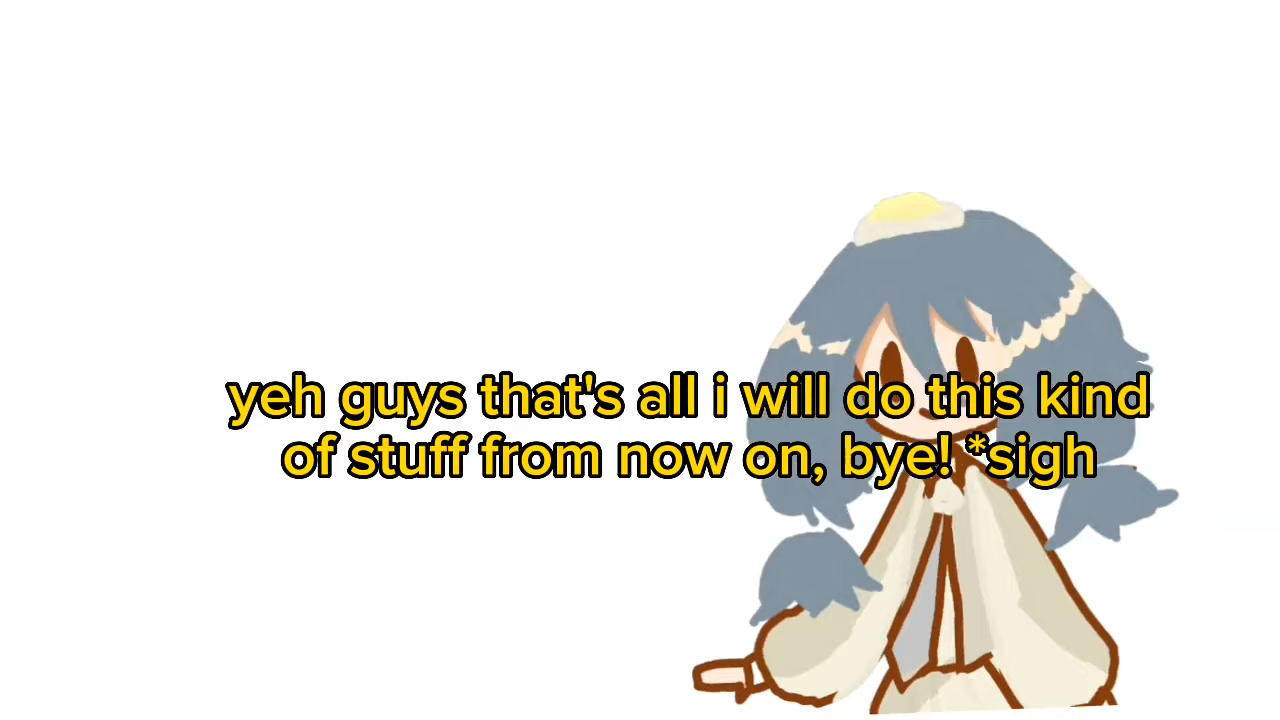 yeh guys that's all i will do this kind
of stuff from now on, bye! *sigh